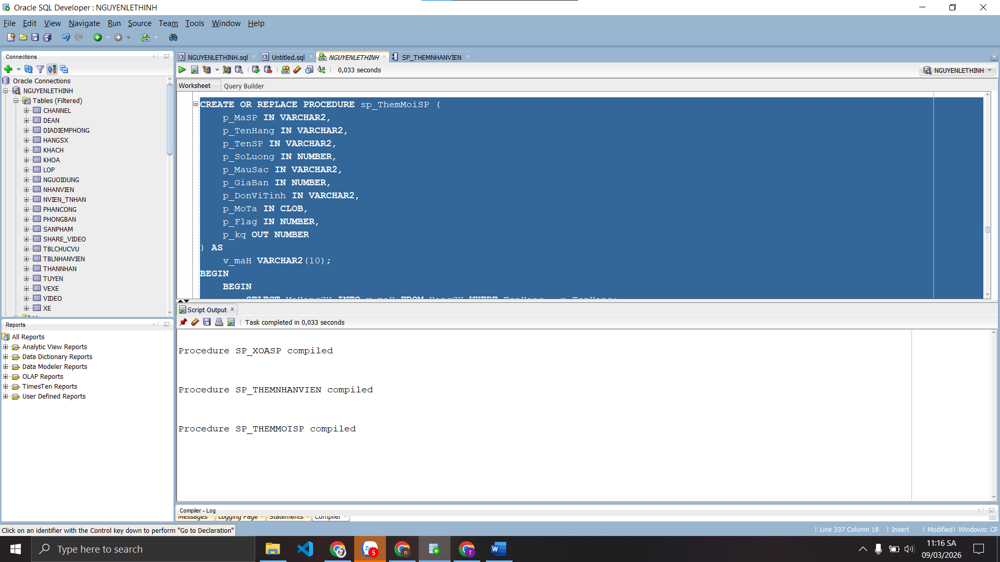 Oracle SQL Developer : NGUYENLETHINH
File Edit View Navigate Run Source Team Tools Window Help
Connections
Oracle Connections
NGUYENLETHINH
Tables (Filtered)
CHANNEL
DEAN
DIADIEMPHONG
HANGSX
KHACH
KHOA
LOP
NGUOIDUNG
NHANVIEN
NVIEN_TNHAN
PHANCONG
PHONGBAN
SANPHAM
SHARE_VIDEO
TBLCHUCVU
TBLNHANVIEN
THANNHAN
TUYEN
VEXE
VIDEO
XE
Reports
All Reports
Analytic View Reports
Data Dictionary Reports
Data Modeler Reports
OLAP Reports
TimesTen Reports
User Defined Reports
NGUYENLETHINH.sql Untitled.sql NGUYENLETHINH SP_THEMNHANVIEN
0,033 seconds
NGUYENLETHINH
Worksheet Query Builder
CREATE OR REPLACE PROCEDURE sp_ThemMoiSP (
p_MaSP IN VARCHAR2,
p_TenHang IN VARCHAR2,
p_TenSP IN VARCHAR2,
p_SoLuong IN NUMBER,
p_MauSac IN VARCHAR2,
p_GiaBan IN NUMBER,
p_DonViTinh IN VARCHAR2,
p_MoTa IN CLOB,
p_Flag IN NUMBER,
p_kq OUT NUMBER
) AS
v_maH VARCHAR2(10);
BEGIN
BEGIN
Script Output
Task completed in 0,033 seconds
Procedure SP_XOASP compiled
Procedure SP_THEMNHANVIEN compiled
Procedure SP_THEMMOISP compiled
Compiler - Log
Messages Logging Page Statements Compiler
Click on an identifier with the Control key down to perform "Go to Declaration"
Line 337 Column 18 Insert Modified Windows: CR
Type here to search
5
11:16 SA
09/03/2026